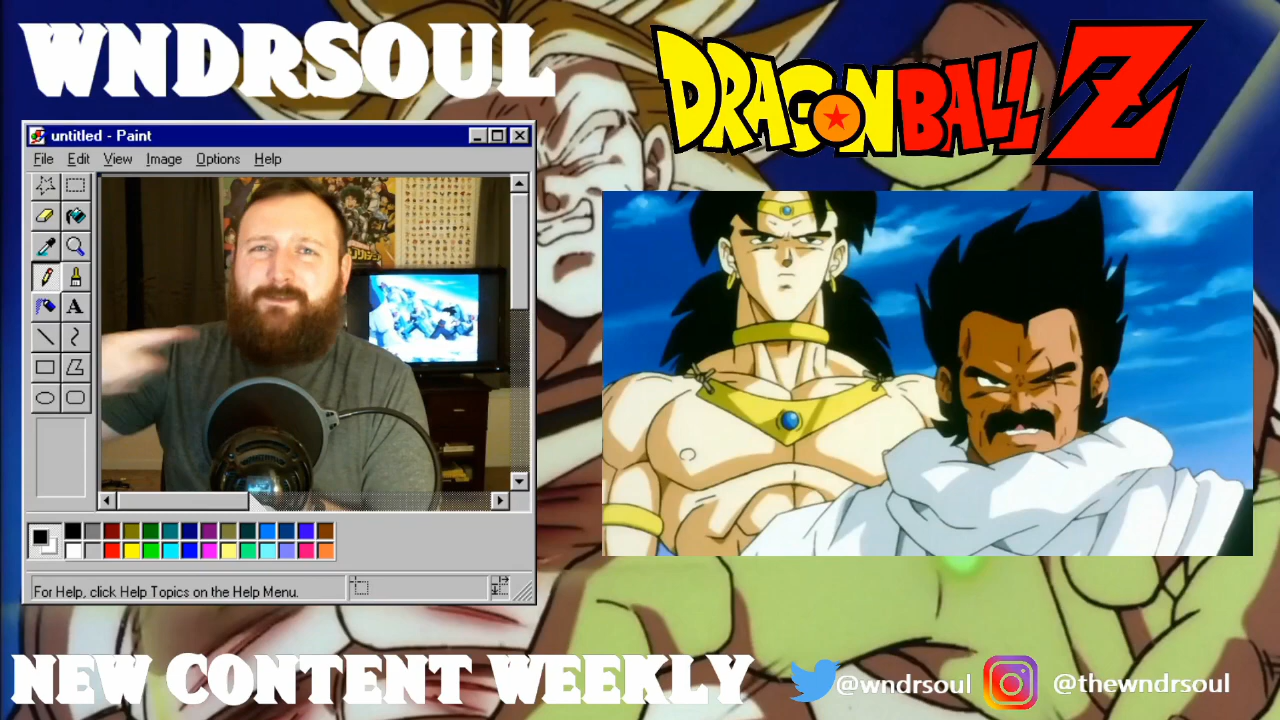 WNDRSOUL
DRAGON BALL Z
untitled - Paint
File Edit View Image Options Help
A
For Help, click Help Topics on the Help Menu.
NEW CONTENT WEEKLY
@wndrsoul
@thewndrsoul